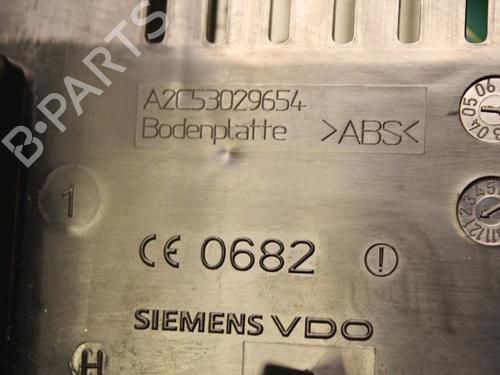 B-PARTS
A2C53029654
Bodenplatte >ABS<
1
CE 0682 !
SIEMENS VDO
H